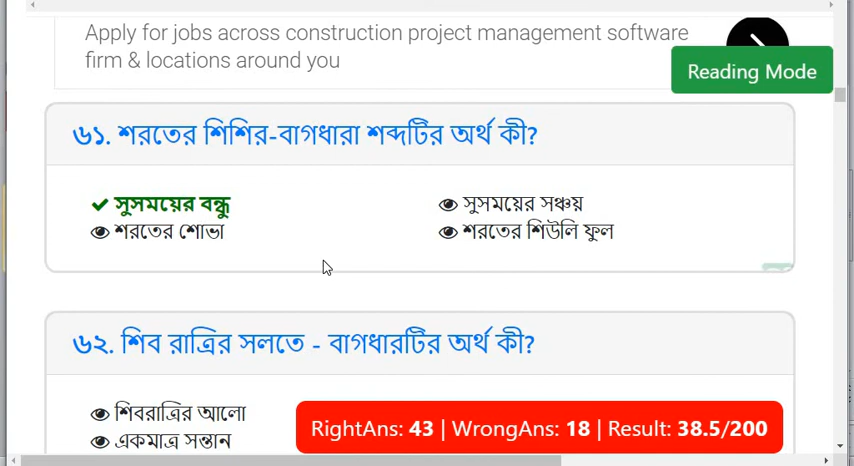 Apply for jobs across construction project management software
firm & locations around you
Reading Mode
৬১. শরতের শিশির-বাগধারা শব্দটির অর্থ কী?
সুসময়ের বন্ধু
সুসময়ের সঞ্চয়
শরতের শোভা
শরতের শিউলি ফুল
৬২. শিব রাত্রির সলতে - বাগধারটির অর্থ কী?
শিবরাত্রির আলো
একমাত্র সন্তান
RightAns: 43 | WrongAns: 18 | Result: 38.5/200